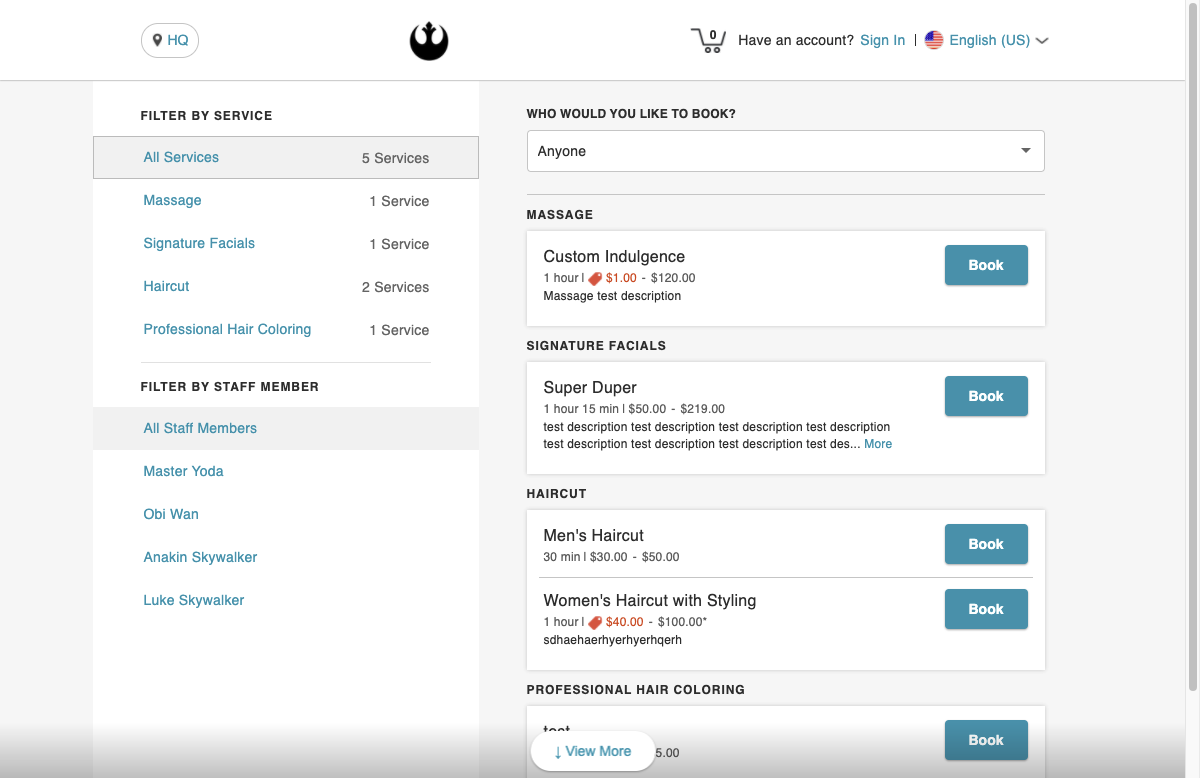 HQ
0
Have an account? Sign In | English (US)
FILTER BY SERVICE
All Services 5 Services
Massage 1 Service
Signature Facials 1 Service
Haircut 2 Services
Professional Hair Coloring 1 Service
FILTER BY STAFF MEMBER
All Staff Members
Master Yoda
Obi Wan
Anakin Skywalker
Luke Skywalker
WHO WOULD YOU LIKE TO BOOK?
Anyone
MASSAGE
Custom Indulgence
Book
1 hour | $1.00 - $120.00
Massage test description
SIGNATURE FACIALS
Super Duper
Book
1 hour 15 min | $50.00 - $219.00
test description test description test description test description
test description test description test description test des... More
HAIRCUT
Men's Haircut
Book
30 min | $30.00 - $50.00
Women's Haircut with Styling
Book
1 hour | $40.00 - $100.00*
sdhaehaerhyerhyerhqerh
PROFESSIONAL HAIR COLORING
test
Book
↓ View More
5.00